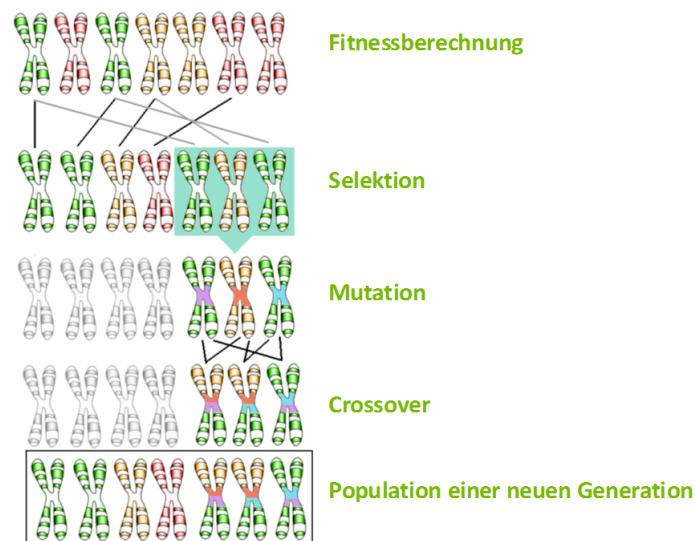 Fitnessberechnung
Selektion
Mutation
Crossover
Population einer neuen Generation